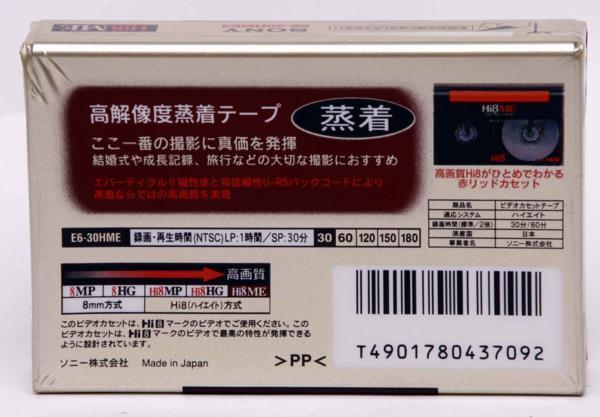 Hi8 ME
SONY
E6-30HME3
高解像度蒸着テープ
蒸着
ここ一番の撮影に真価を発揮
結婚式や成長記録、旅行などの大切な撮影におすすめ
エバーティクルⅡ磁性体と高信頼性U-RSバックコートにより
蒸着ならではの高画質を実現
Hi8ME
Hi8
高画質Hi8がひとめでわかる
赤リッドカセット
商品名 ビデオカセットテープ
適応システム ハイエイト
録画時間(標準/2倍) 30分/60分
原産国 日本
事業者名 ソニー株式会社
E6-30HME 録画・再生時間(NTSC)LP:1時間/SP:30分 30 60 120 150 180
高画質
8MP 8HG Hi8MP Hi8HG Hi8ME
8mm方式 Hi8(ハイエイト)方式
このビデオカセットは、Hi8マークのビデオでご使用ください。この
ビデオカセットは、Hi8マークのビデオで最高の特性が発揮できる
ように設計されています。
ソニー株式会社 Made in Japan
>PP<
T4901780437092